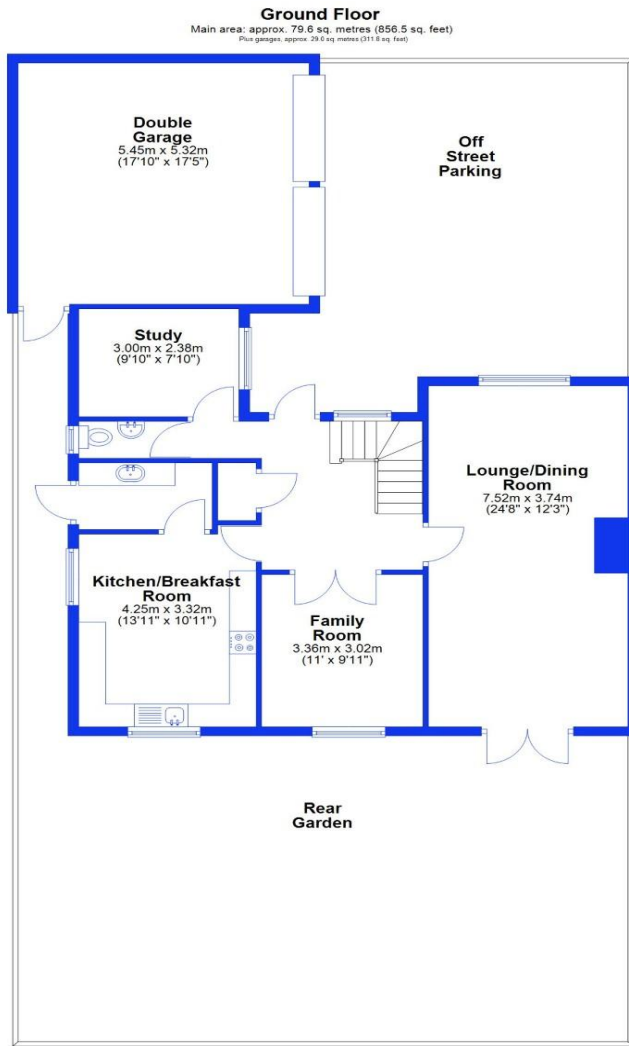 Ground Floor
Main area: approx. 79.6 sq. metres (856.5 sq. feet)
Plus garages, approx. 29.0 sq. metres (311.8 sq. feet)
Double
Garage
5.45m x 5.32m
(17'10" x 17'5")
Off
Street
Parking
Study
3.00m x 2.38m
(9'10" x 7'10")
Lounge/Dining
Room
7.52m x 3.74m
(24'8" x 12'3")
Kitchen/Breakfast
Room
4.25m x 3.32m
(13'11" x 10'11")
Family
Room
3.36m x 3.02m
(11' x 9'11")
Rear
Garden